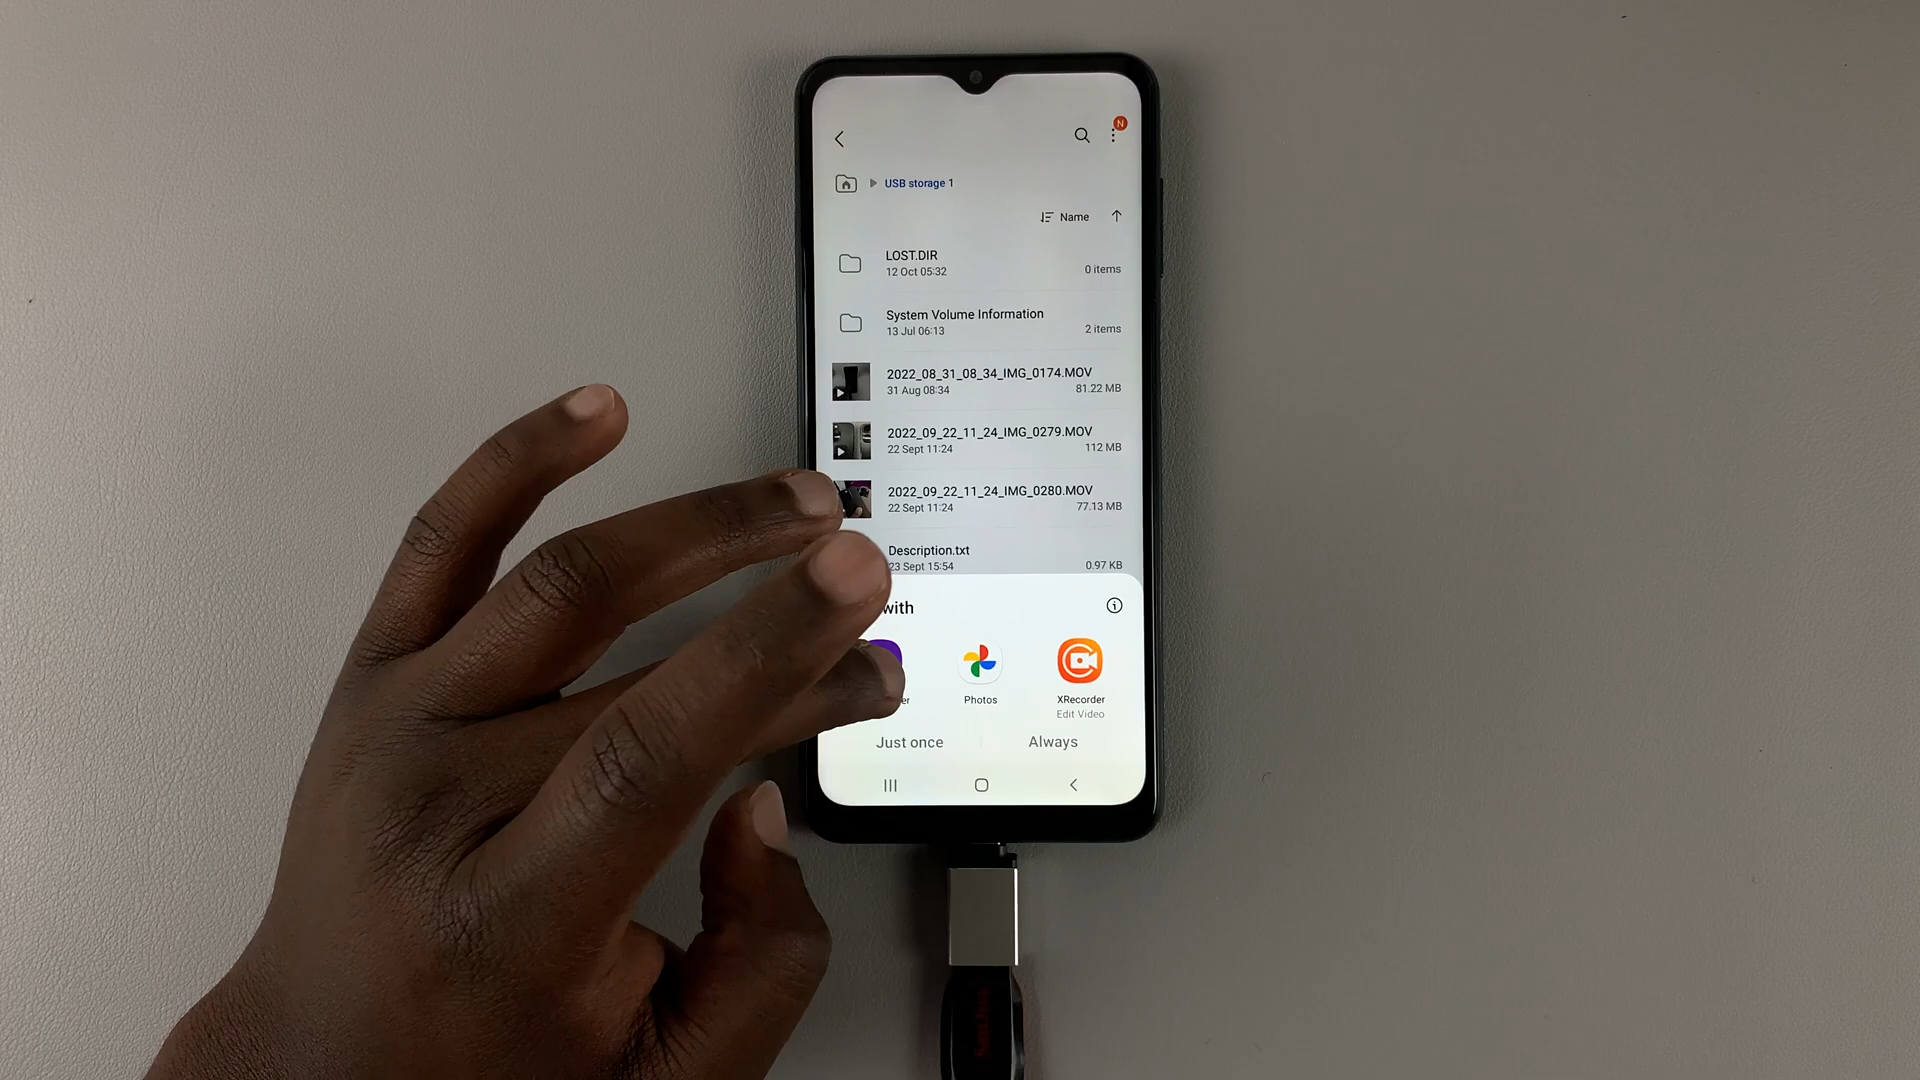 N
USB storage 1
Name
LOST.DIR
12 Oct 05:32
0 items
System Volume Information
13 Jul 06:13
2 items
2022_08_31_08_34_IMG_0174.MOV
31 Aug 08:34
81.22 MB
2022_09_22_11_24_IMG_0279.MOV
22 Sept 11:24
112 MB
2022_09_22_11_24_IMG_0280.MOV
22 Sept 11:24
77.13 MB
Description.txt
23 Sept 15:54
0.97 KB
with
Photos
XRecorder
Edit Video
Just once
Always